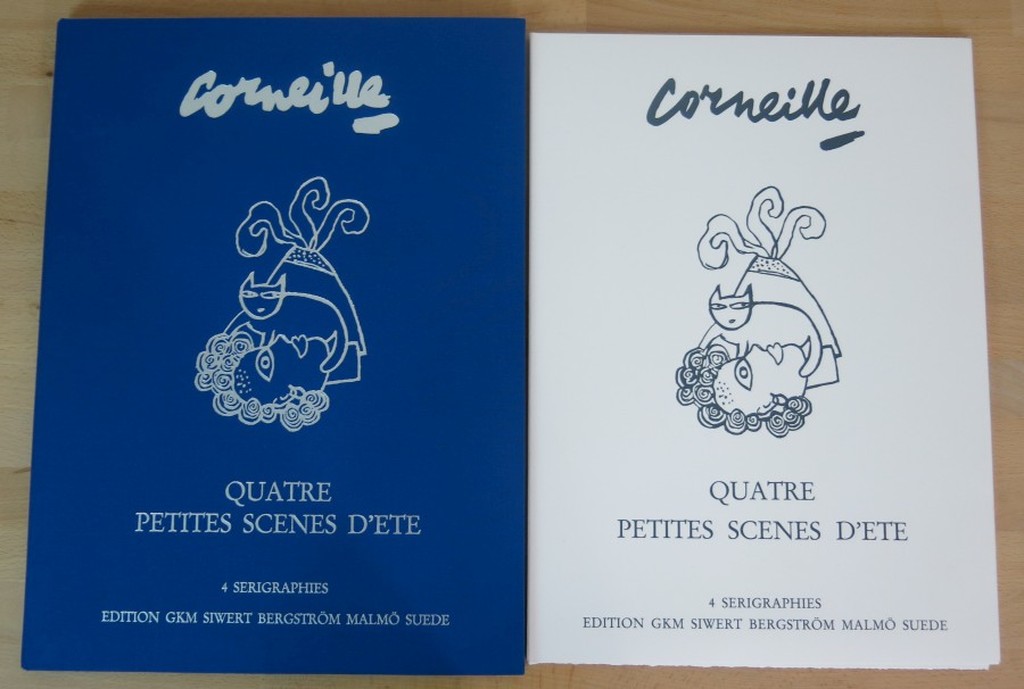 Corneille
QUATRE
PETITES SCENES D'ETE
4 SERIGRAPHIES
EDITION GKM SIWERT BERGSTRÖM MALMÖ SUEDE
Corneille
QUATRE
PETITES SCENES D'ETE
4 SERIGRAPHIES
EDITION GKM SIWERT BERGSTRÖM MALMÖ SUEDE